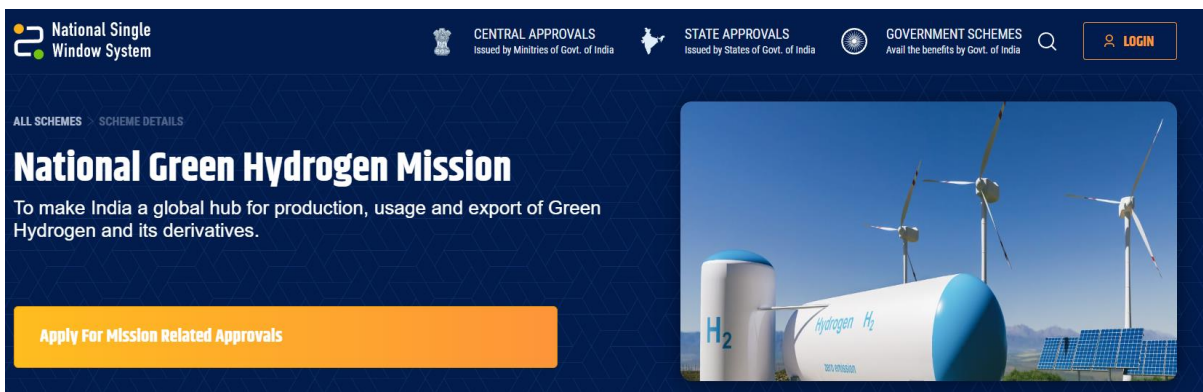 National Single
Window System
CENTRAL APPROVALS
Issued by Minitries of Govt. of India
STATE APPROVALS
Issued by States of Govt. of India
GOVERNMENT SCHEMES
Avail the benefits by Govt. of India
LOGIN
ALL SCHEMES > SCHEME DETAILS
National Green Hydrogen Mission
To make India a global hub for production, usage and export of Green
Hydrogen and its derivatives.
Apply For Mission Related Approvals
H2
Hydrogen H2
zero emission